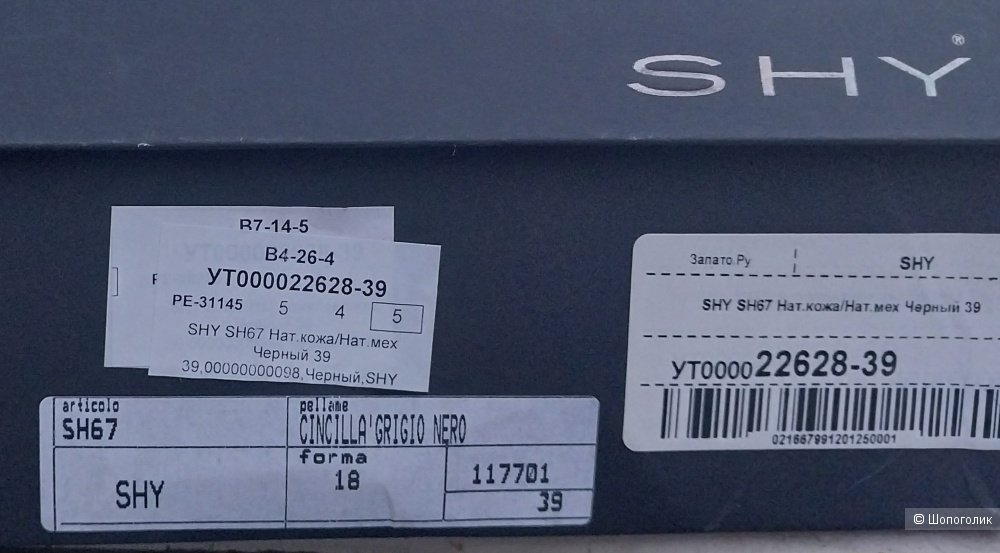 SHY®
B7-14-5
B4-26-4
УТ000022628-39
PE-31145 5 4 5
SHY SH67 Нат.кожа/Нат.мех
Черный 39
39,00000000098,Черный,SHY
Запато.Ру SHY
SHY SH67 Нат.кожа/Нат.мех Черный 39
УТ000022628-39
021667991201250001
articolo
SH67
pellame
CINCILLA'GRIGIO NERO
SHY
forma
18
117701
39
© Шопоголик